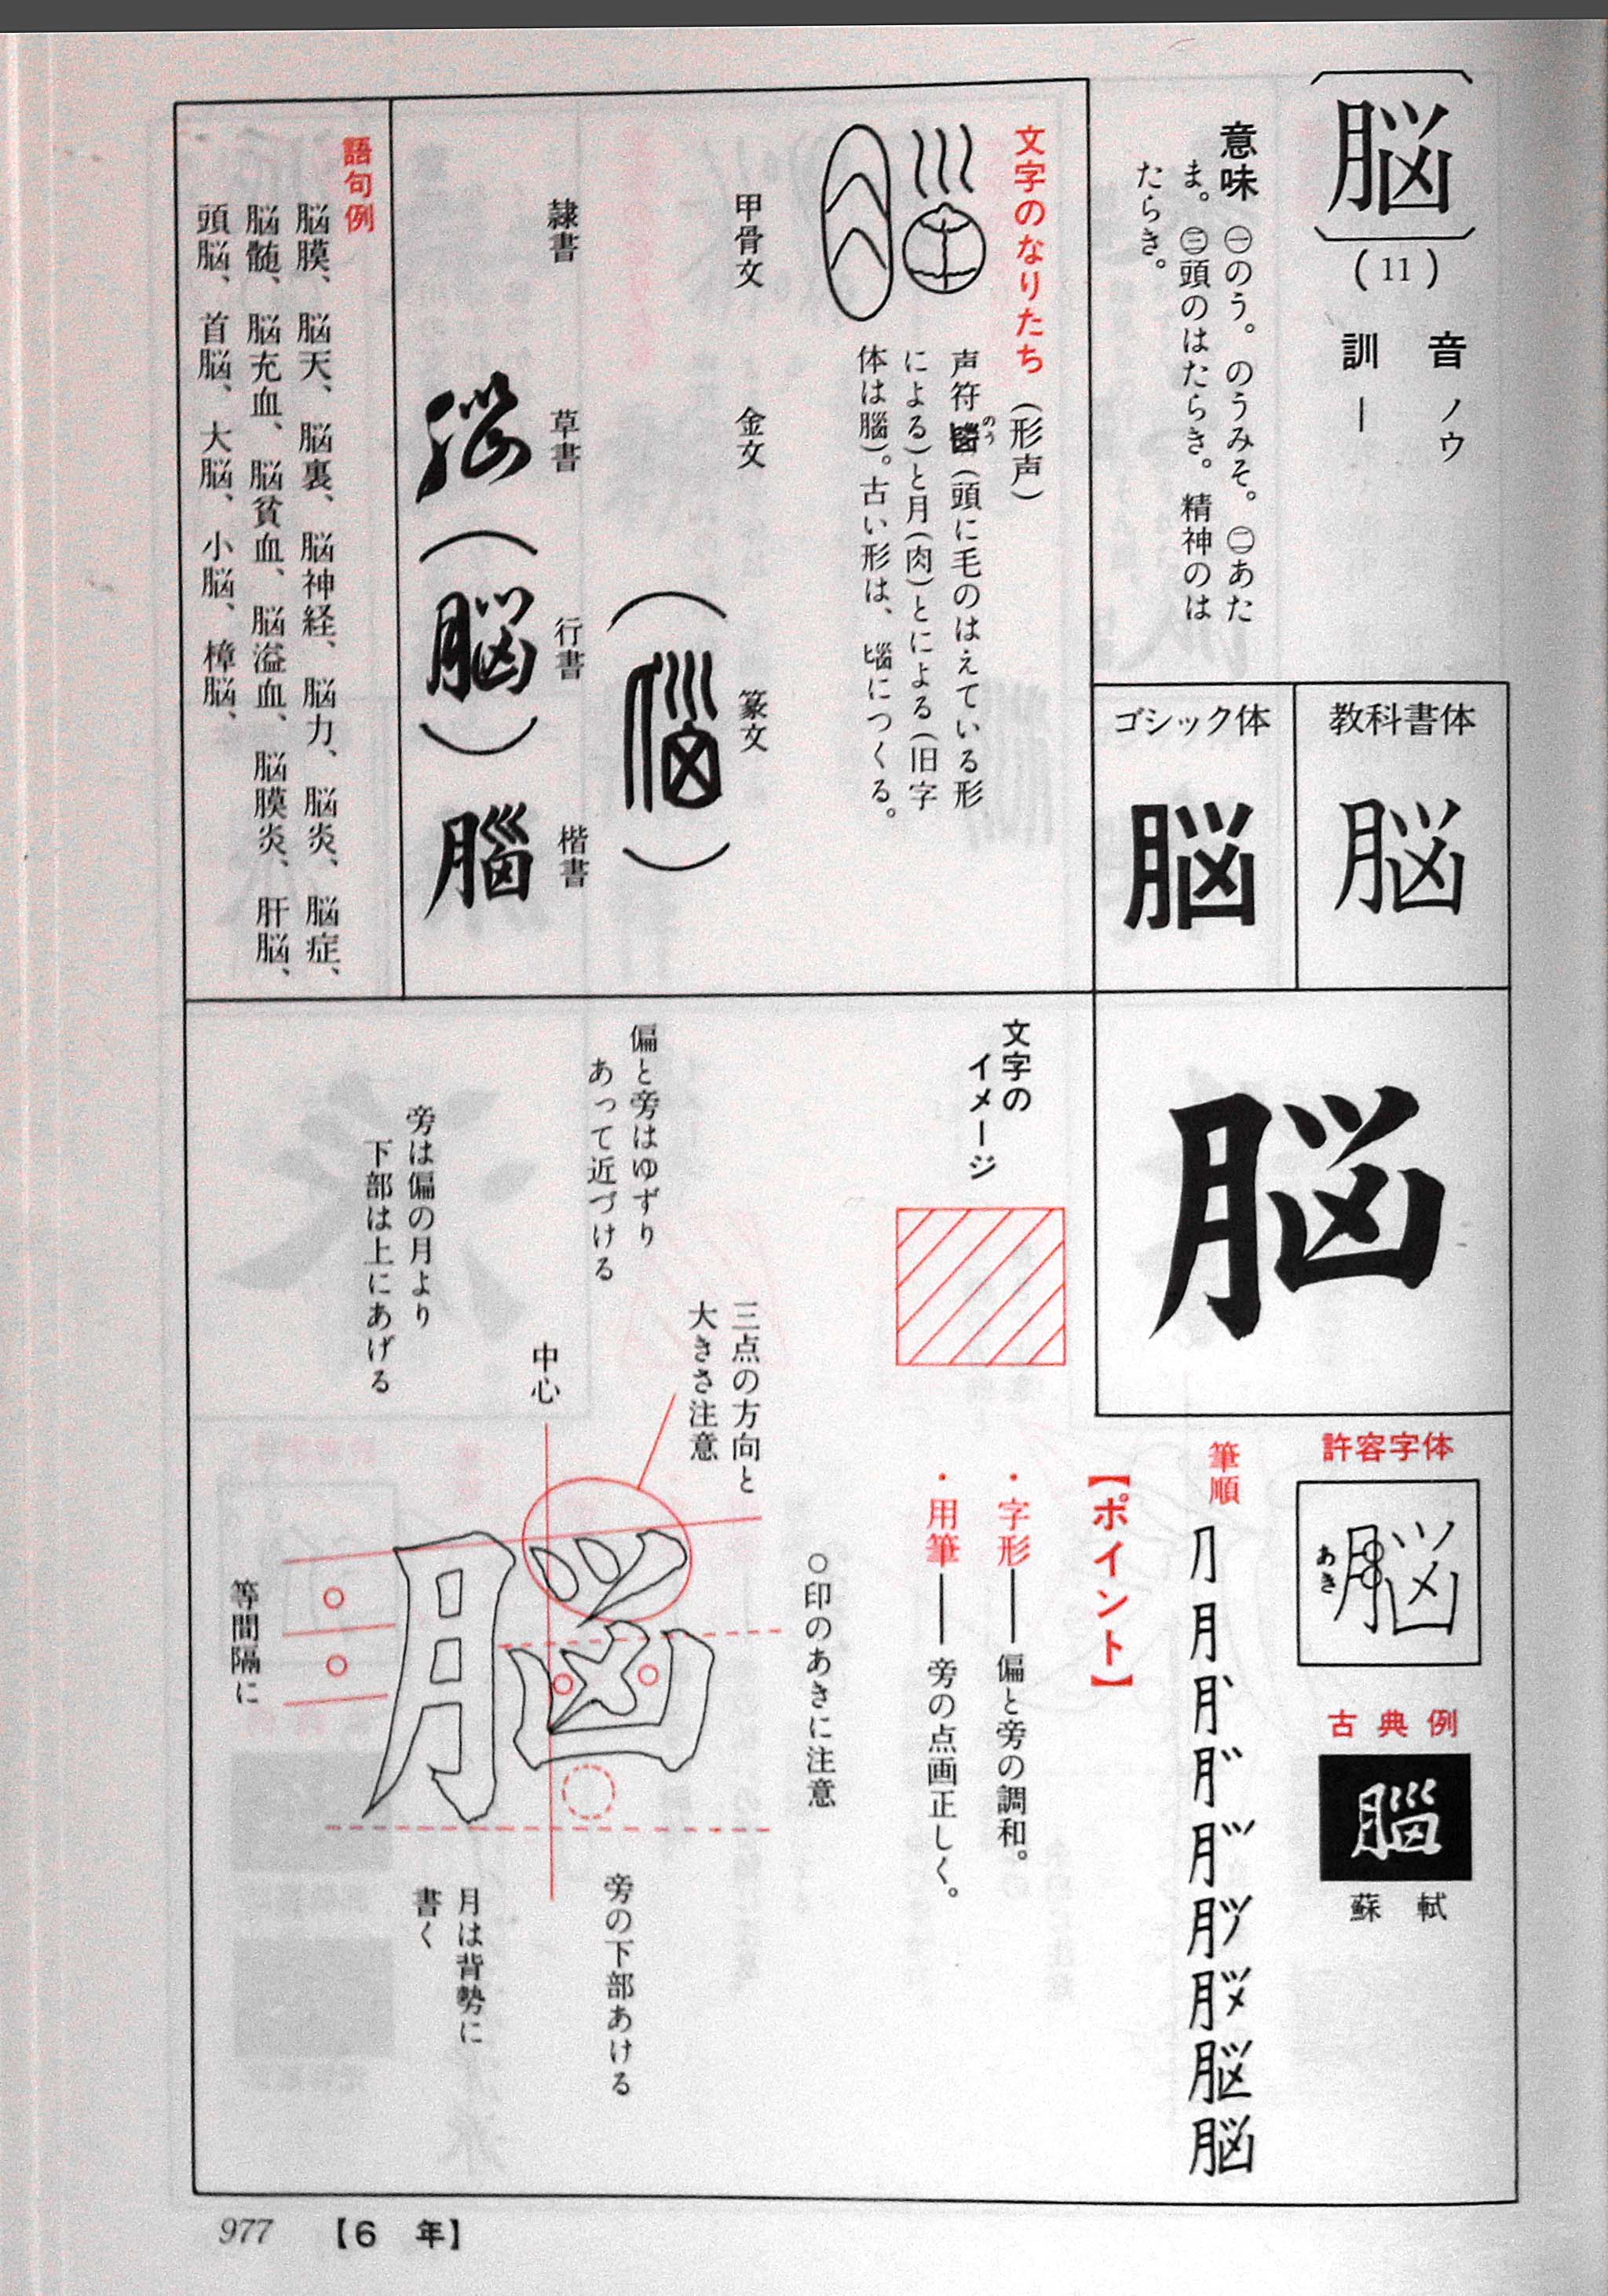 〔脳〕
(11)
音 ノウ
訓 ―
意味 ㊀のう。のうみそ。㊁あた
ま。㊂頭のはたらき。精神のは
たらき。
教科書体
脳
ゴシック体
脳
脳
文字のなりたち (形声)
声符𡿺(頭に毛のはえている形
のう
による)と月(肉)とによる(旧字
体は腦)。古い形は、𡿺につくる。
甲骨文
金文
篆文
隷書
草書
行書
楷書
(脳)
腦
語句例
脳膜、脳天、脳裏、脳神経、脳力、脳炎、脳症、
脳髄、脳充血、脳貧血、脳溢血、脳膜炎、肝脳、
頭脳、首脳、大脳、小脳、樟脳、
許容字体
脳
あき
古典例
腦
蘇軾
筆順
脳
【ポイント】
・字形――偏と旁の調和。
・用筆――旁の点画正しく。
文字の
イメージ
○印のあきに注意
三点の方向と
大きさ注意
偏と旁はゆずり
あって近づける
中心
旁は偏の月より
下部は上にあげる
等間隔に
脳
旁の下部あける
月は背勢に
書く
977 【6 年】